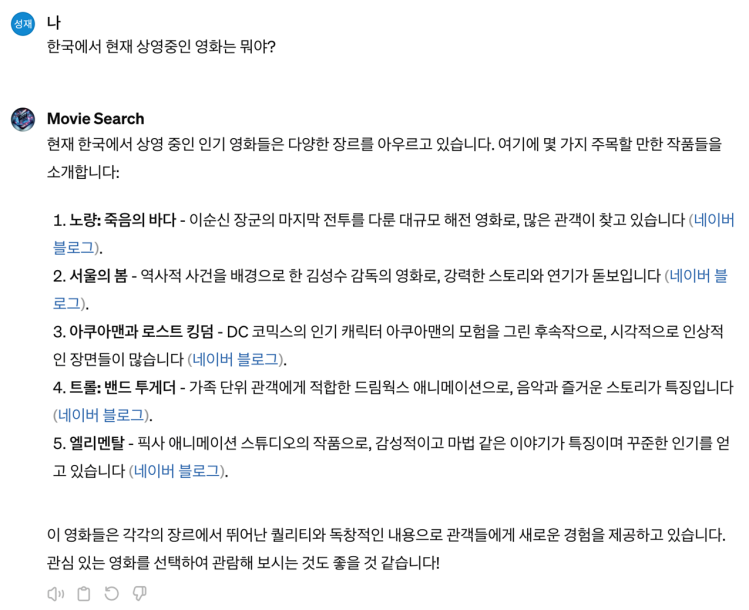 성재
나
한국에서 현재 상영중인 영화는 뭐야?
Movie Search
현재 한국에서 상영 중인 인기 영화들은 다양한 장르를 아우르고 있습니다. 여기에 몇 가지 주목할 만한 작품들을
소개합니다:
1. 노량: 죽음의 바다 - 이순신 장군의 마지막 전투를 다룬 대규모 해전 영화로, 많은 관객이 찾고 있습니다 (네이버
블로그).
2. 서울의 봄 - 역사적 사건을 배경으로 한 김성수 감독의 영화로, 강력한 스토리와 연기가 돋보입니다 (네이버 블
로그).
3. 아쿠아맨과 로스트 킹덤 - DC 코믹스의 인기 캐릭터 아쿠아맨의 모험을 그린 후속작으로, 시각적으로 인상적
인 장면들이 많습니다 (네이버 블로그).
4. 트롤: 밴드 투게더 - 가족 단위 관객에게 적합한 드림웍스 애니메이션으로, 음악과 즐거운 스토리가 특징입니다
(네이버 블로그).
5. 엘리멘탈 - 픽사 애니메이션 스튜디오의 작품으로, 감성적이고 마법 같은 이야기가 특징이며 꾸준한 인기를 얻
고 있습니다 (네이버 블로그).
이 영화들은 각각의 장르에서 뛰어난 퀄리티와 독창적인 내용으로 관객들에게 새로운 경험을 제공하고 있습니다.
관심 있는 영화를 선택하여 관람해 보시는 것도 좋을 것 같습니다!